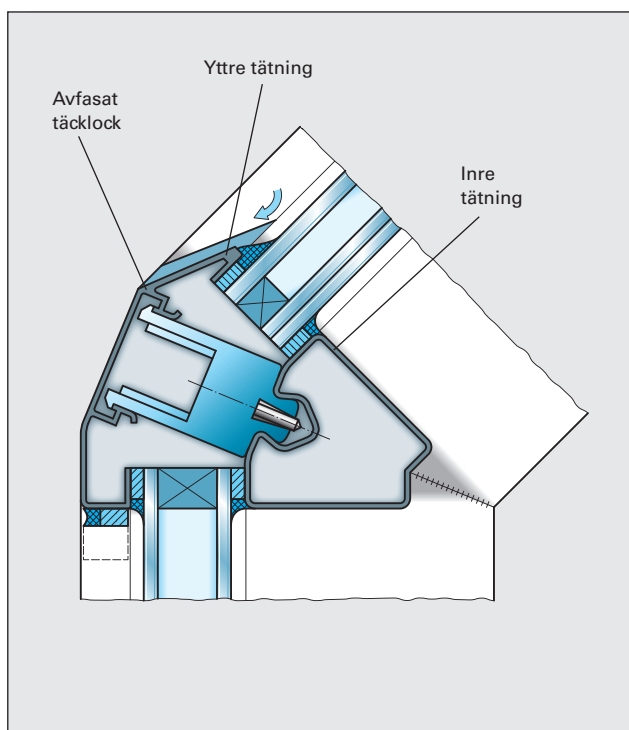 Yttre tätning
Avfasat
täcklock
Inre
tätning